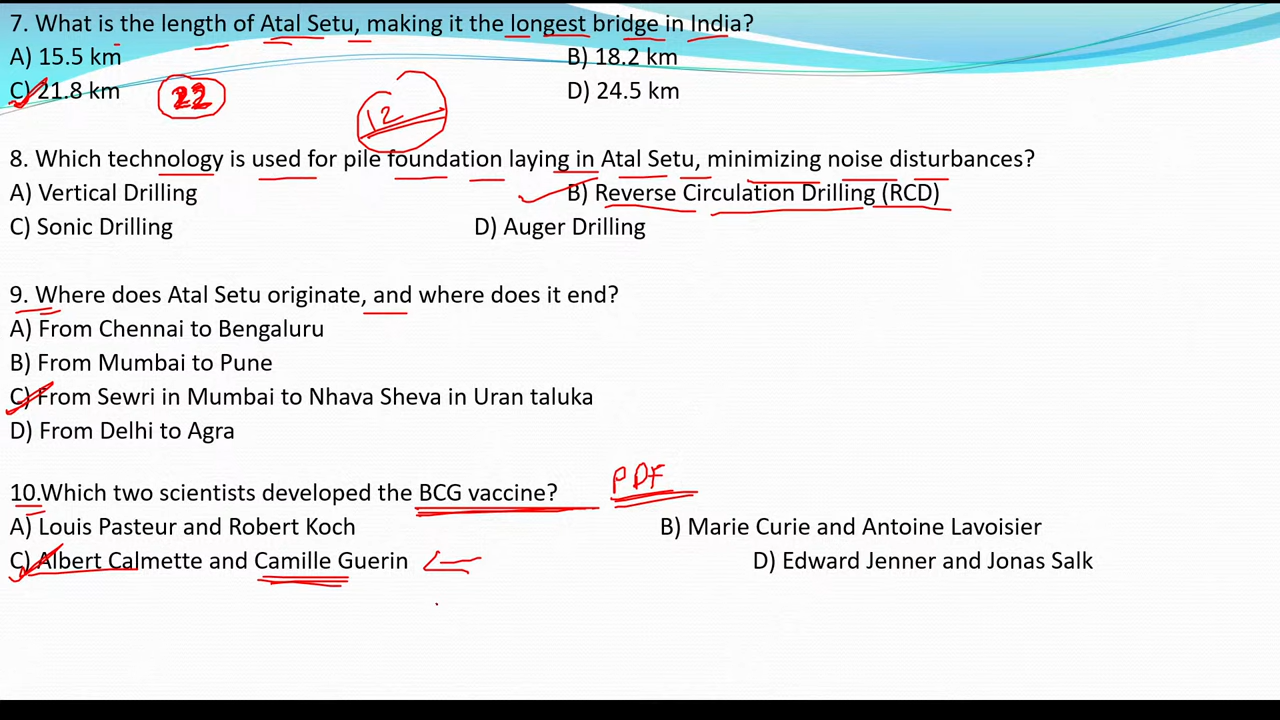 7. What is the length of Atal Setu, making it the longest bridge in India?
A) 15.5 km B) 18.2 km
C) 21.8 km 22 D) 24.5 km
12
8. Which technology is used for pile foundation laying in Atal Setu, minimizing noise disturbances?
A) Vertical Drilling B) Reverse Circulation Drilling (RCD)
C) Sonic Drilling D) Auger Drilling
9. Where does Atal Setu originate, and where does it end?
A) From Chennai to Bengaluru
B) From Mumbai to Pune
C) From Sewri in Mumbai to Nhava Sheva in Uran taluka
D) From Delhi to Agra
PDF
10.Which two scientists developed the BCG vaccine?
A) Louis Pasteur and Robert Koch B) Marie Curie and Antoine Lavoisier
C) Albert Calmette and Camille Guerin D) Edward Jenner and Jonas Salk